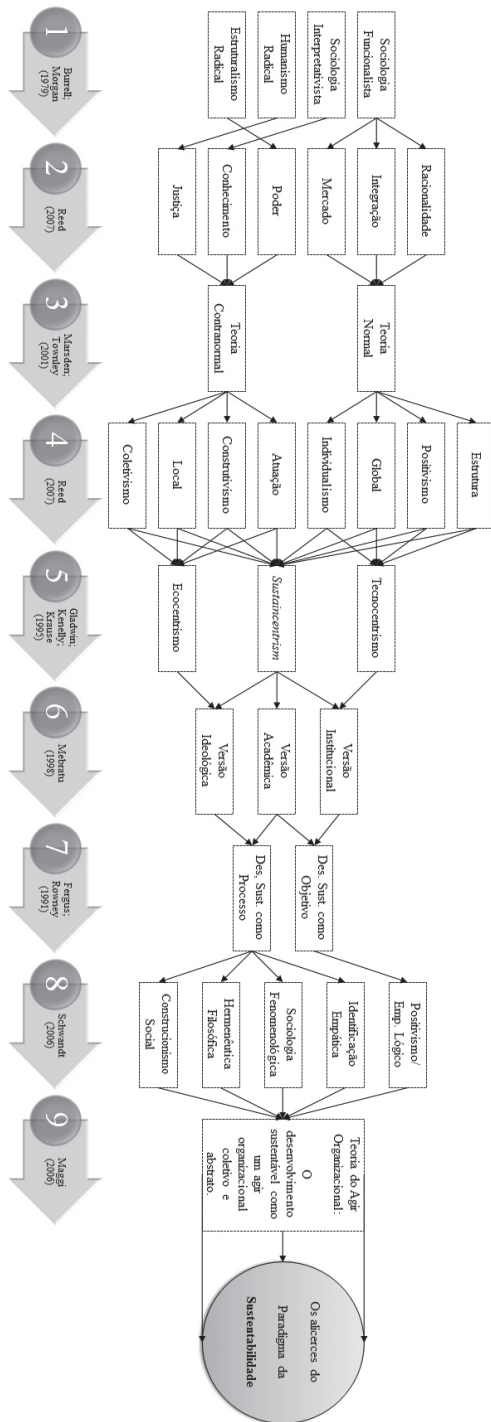 Sociologia
Funcionalista
Sociologia
Interpretativista
Humanismo
Radical
Estruturalismo
Radical
Racionalidade
Integração
Mercado
Poder
Conhecimento
Justiça
Teoria
Normal
Teoria
Contranormal
Estrutura
Positivismo
Global
Individualismo
Atuação
Construtivismo
Local
Coletivismo
Tecnocentrismo
Sustaincentrism
Ecocentrismo
Versão
Institucional
Versão
Acadêmica
Versão
Ideológica
Des. Sust. como
Objetivo
Des, Sust. como
Processo
Positivismo/
Emp. Lógico
Identificação
Empática
Sociologia
Fenomenológica
Hermenêutica
Filosófica
Construcionismo
Social
Teoria do Agir
Organizacional:
O
desenvolvimento
sustentável como
um agir
organizacional
coletivo e
abstrato.
Os alicerces do
Paradigma da
Sustentabilidade
1
Burrell;
Morgan
(1979)
2
Reed
(2007)
3
Marsden;
Townley
(2001)
4
Reed
(2007)
5
Gladwin;
Kenelly;
Krause
(1995)
6
Mebratu
(1998)
7
Fergus;
Rowney
(1991)
8
Schwandt
(2006)
9
Maggi
(2006)